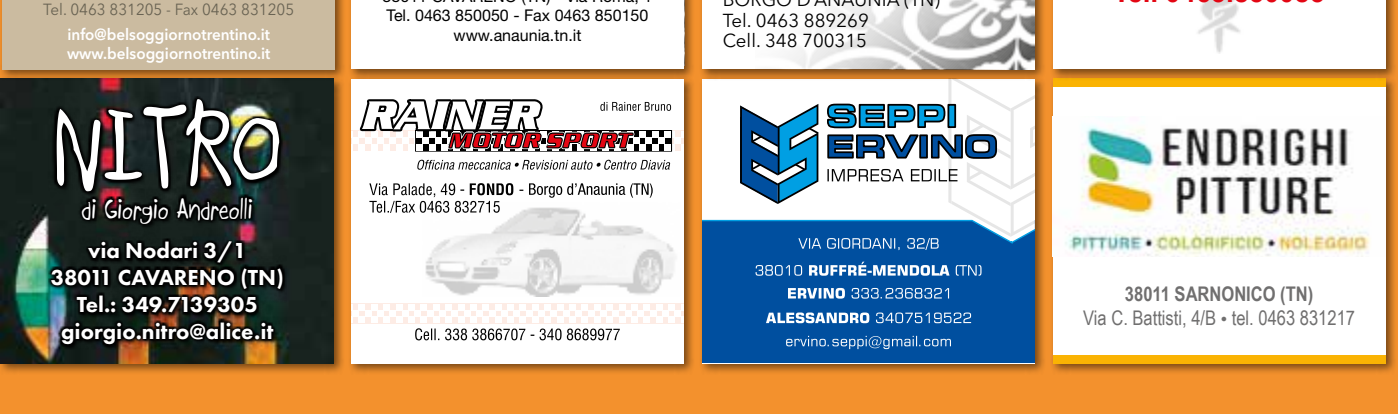 Tel. 0463 831205 - Fax 0463 831205
info@belsoggiornotrentino.it
www.belsoggiornotrentino.it
Tel. 0463 850050 - Fax 0463 850150
www.anaunia.tn.it
BORGO D'ANAUNIA (TN)
Tel. 0463 889269
Cell. 348 700315
NITRO
di Giorgio Andreolli
via Nodari 3/1
38011 CAVARENO (TN)
Tel.: 349.7139305
giorgio.nitro@alice.it
RAINER
di Rainer Bruno
MOTOR·SPORT
Officina meccanica • Revisioni auto • Centro Diavia
Via Palade, 49 - FONDO - Borgo d'Anaunia (TN)
Tel./Fax 0463 832715
Cell. 338 3866707 - 340 8689977
SEPPI
ERVINO
IMPRESA EDILE
VIA GIORDANI, 32/B
38010 RUFFRÉ-MENDOLA (TN)
ERVINO 333.2368321
ALESSANDRO 3407519522
ervino.seppi@gmail.com
ENDRIGHI
PITTURE
PITTURE • COLORIFICIO • NOLEGGIO
38011 SARNONICO (TN)
Via C. Battisti, 4/B • tel. 0463 831217